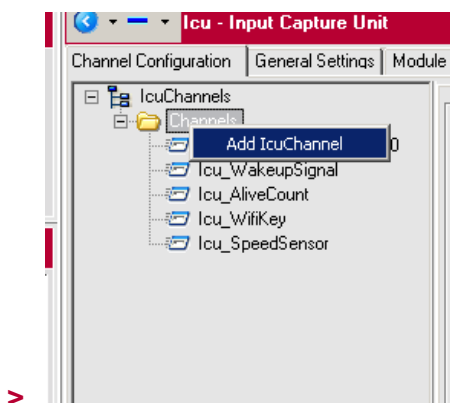 Icu - Input Capture Unit
Channel Configuration General Settings Module
IcuChannels
Channels
Add IcuChannel 0
Icu_WakeupSignal
Icu_AliveCount
Icu_WifiKey
Icu_SpeedSensor
>